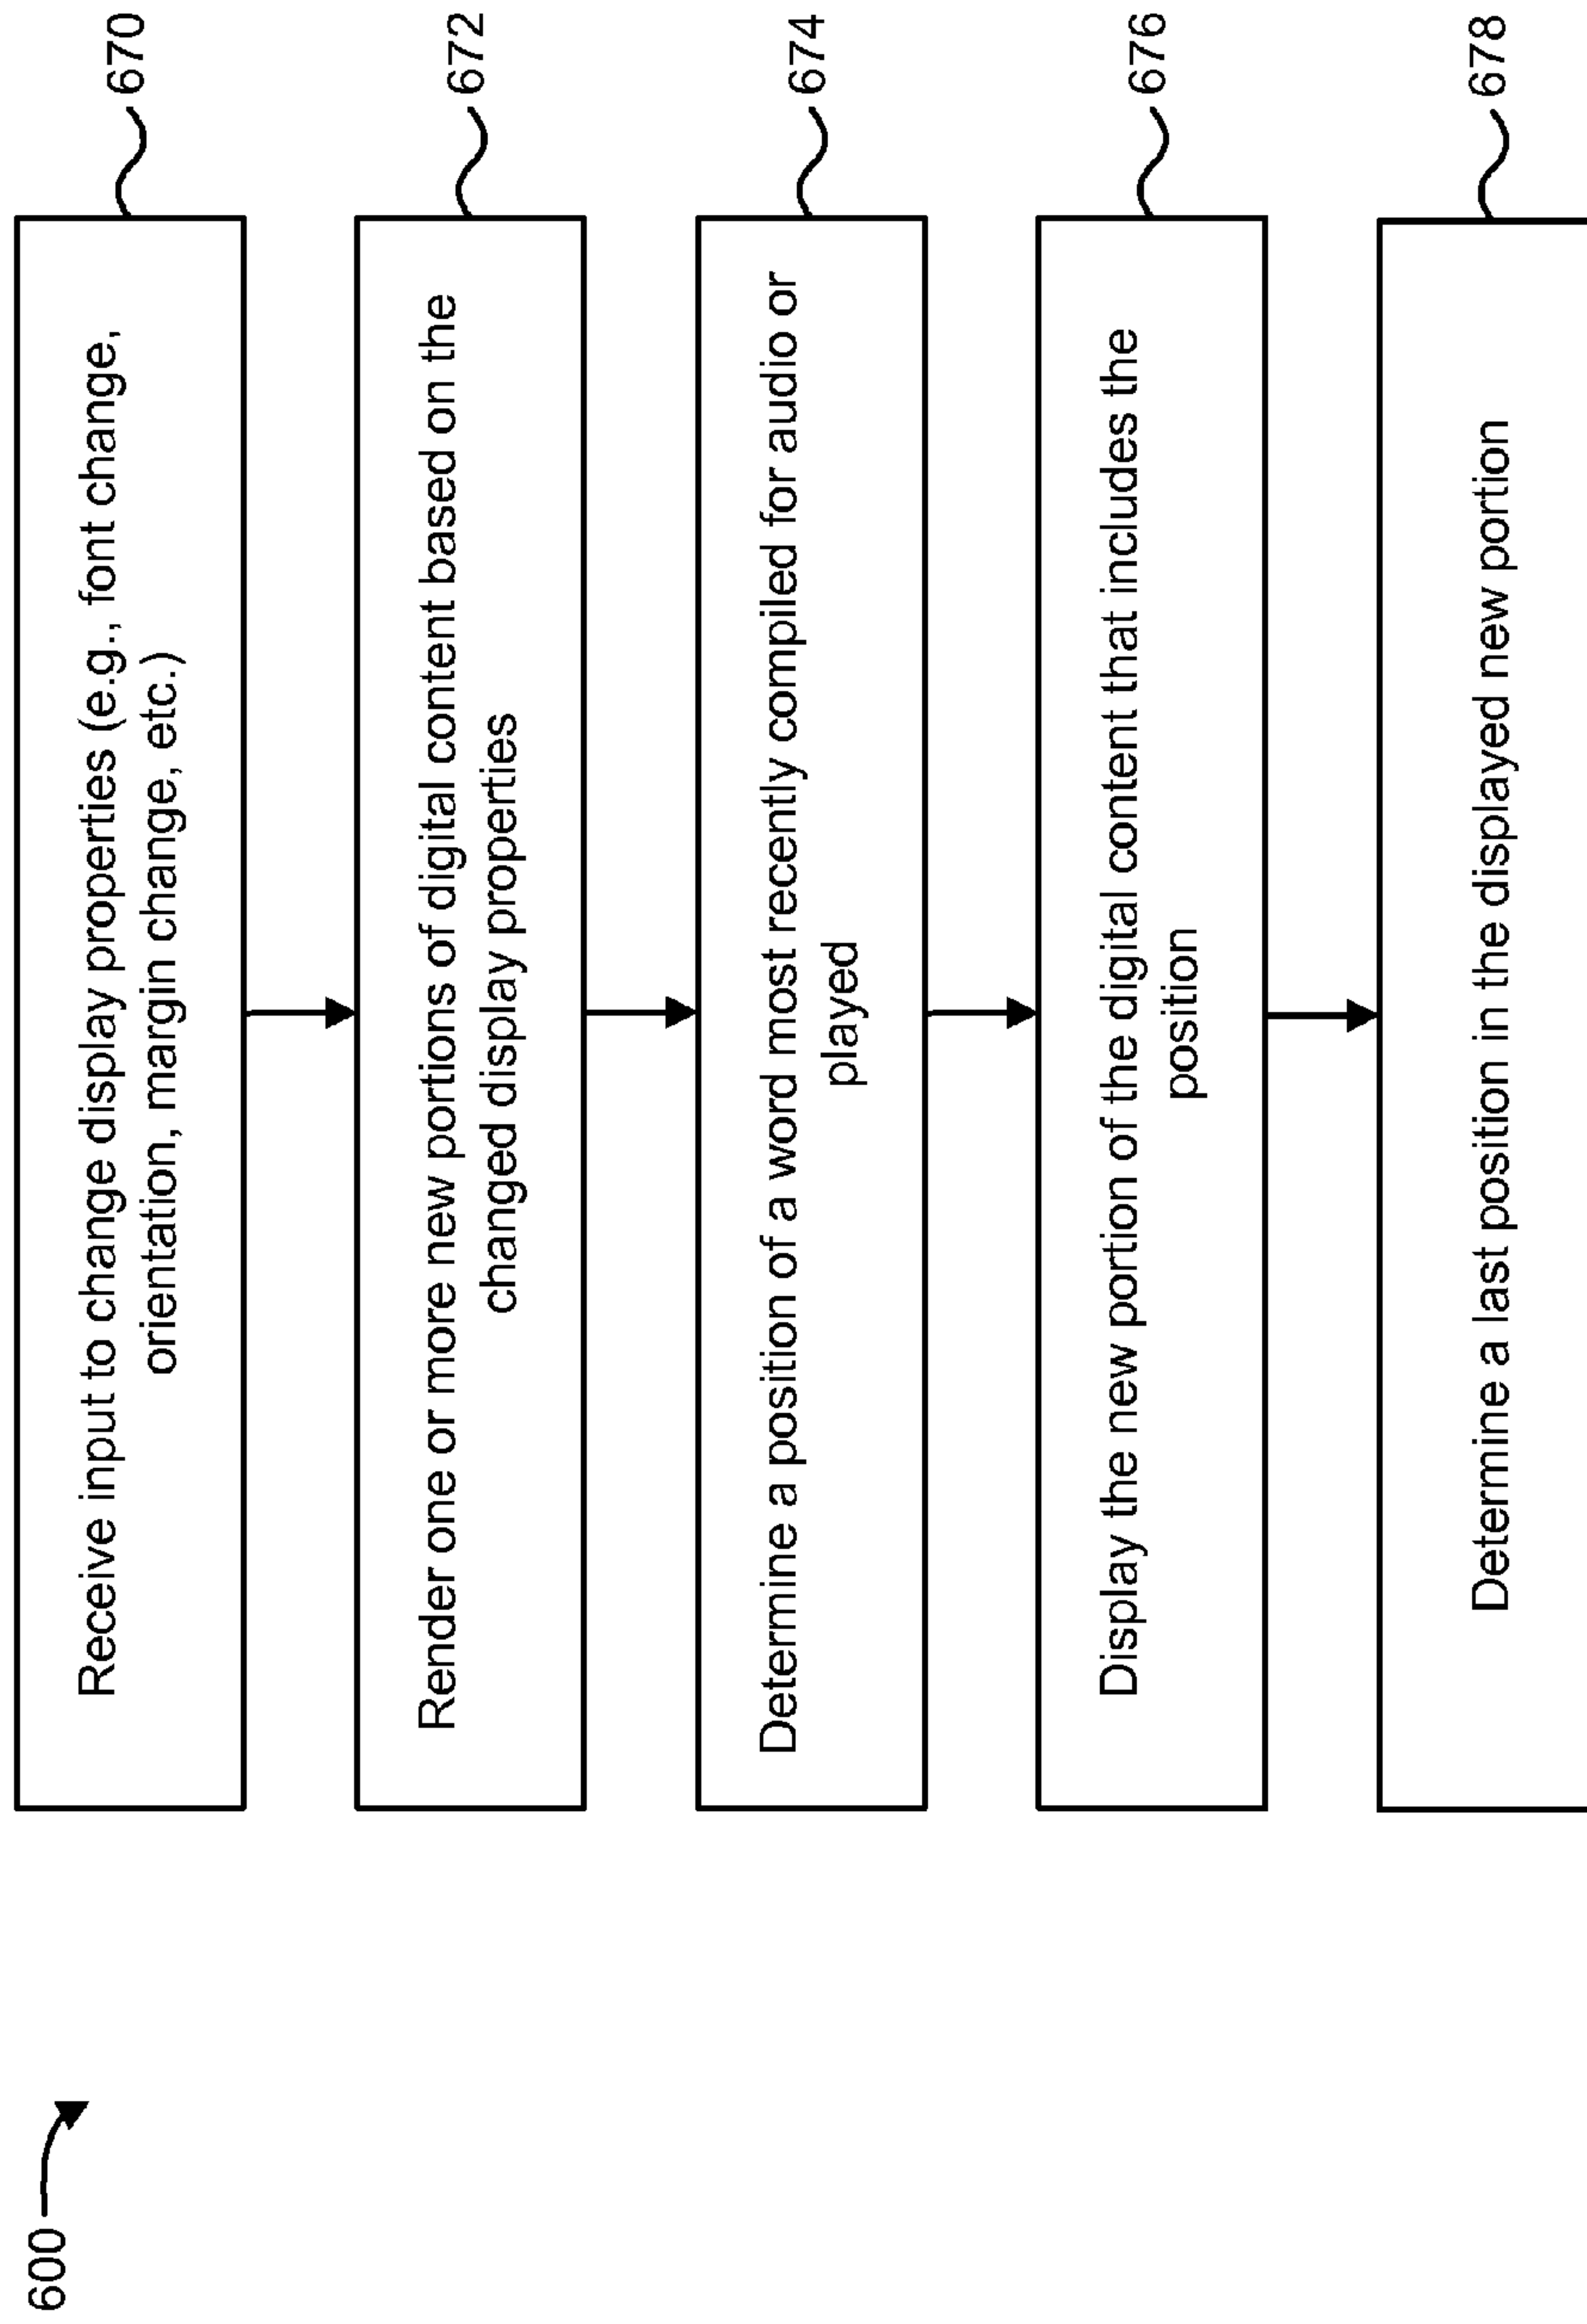 600
Receive input to change display properties (e.g., font change,
orientation, margin change, etc.)
670
Render one or more new portions of digital content based on the
changed display properties
672
Determine a position of a word most recently compiled for audio or
played
674
Display the new portion of the digital content that includes the
position
676
Determine a last position in the displayed new portion
678